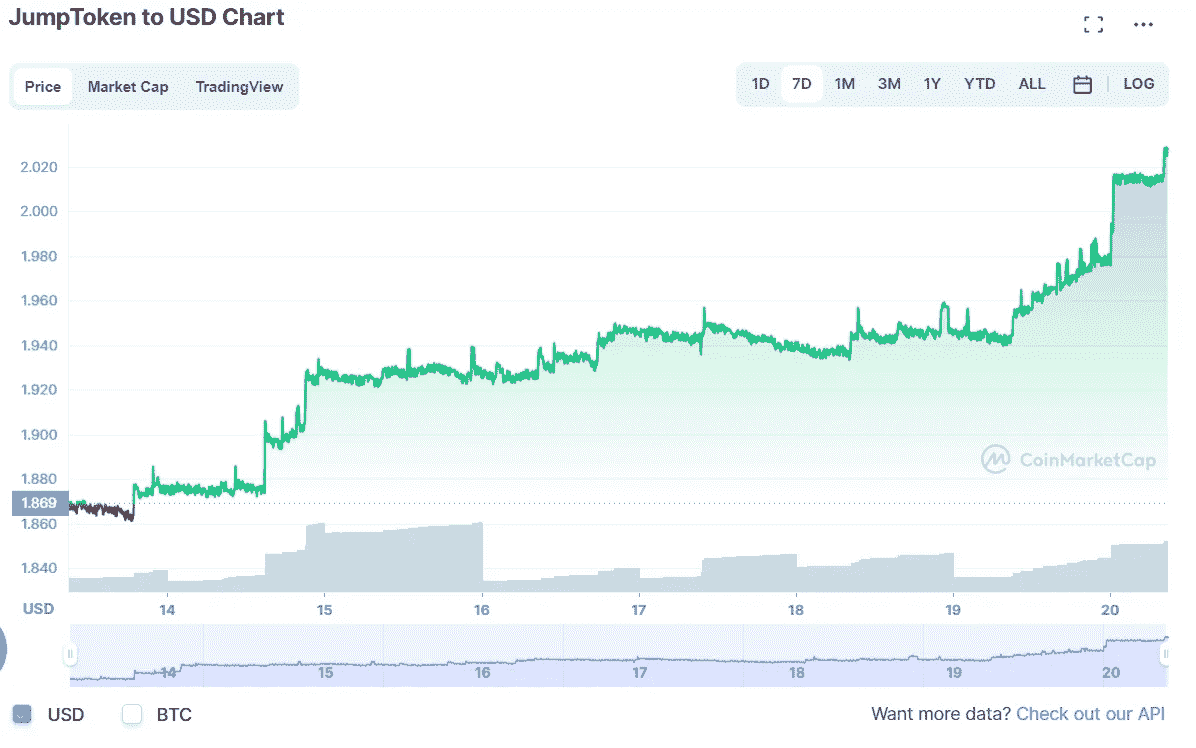 JumpToken to USD Chart
Price Market Cap TradingView
1D 7D 1M 3M 1Y YTD ALL LOG
2.020
2.000
1.980
1.960
1.940
1.920
1.900
1.880
1.869
1.860
1.840
CoinMarketCap
USD 14 15 16 17 18 19 20
14 15 16 17 18 19 20
USD BTC
Want more data? Check out our API